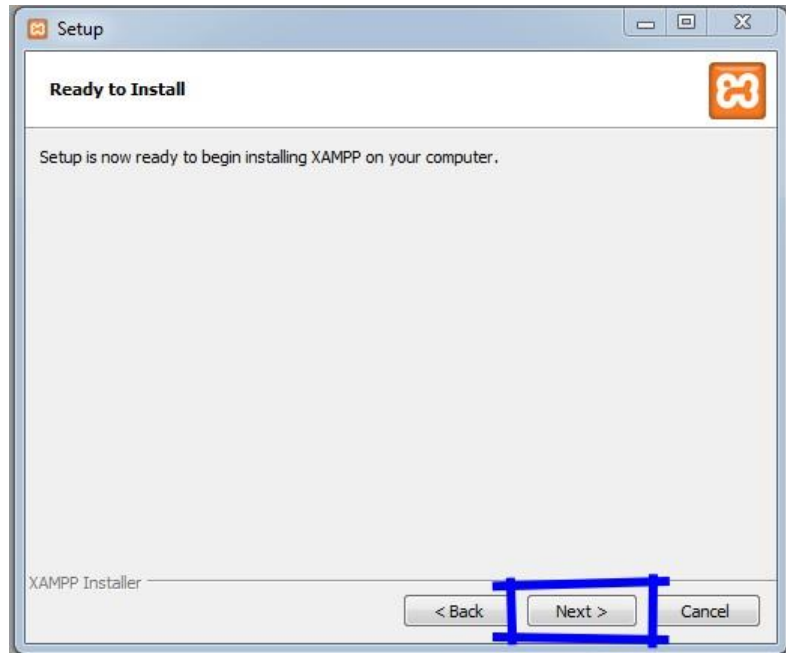 Setup
Ready to Install
Setup is now ready to begin installing XAMPP on your computer.
XAMPP Installer
< Back Next > Cancel